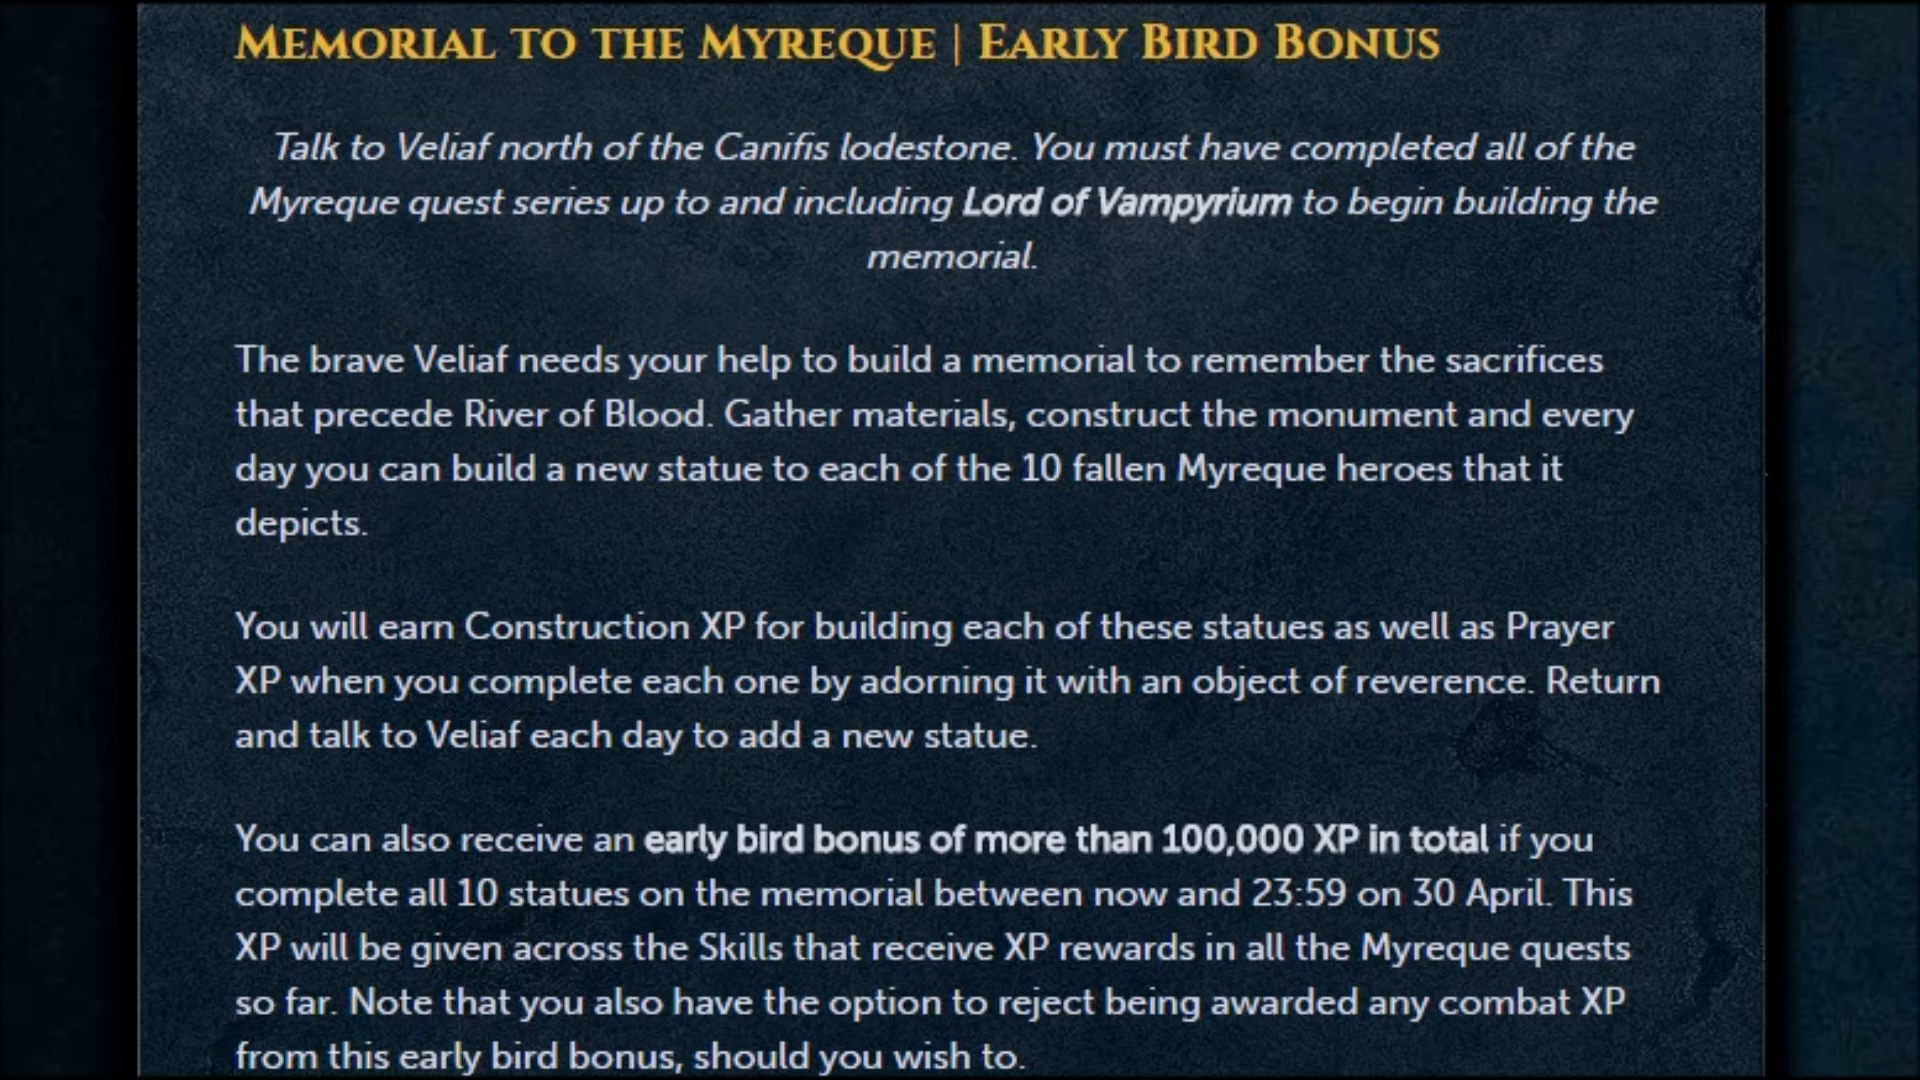 MEMORIAL TO THE MYREQUE | EARLY BIRD BONUS
Talk to Veliaf north of the Canifis lodestone. You must have completed all of the
Myreque quest series up to and including Lord of Vampyrium to begin building the
memorial.
The brave Veliaf needs your help to build a memorial to remember the sacrifices
that precede River of Blood. Gather materials, construct the monument and every
day you can build a new statue to each of the 10 fallen Myreque heroes that it
depicts.
You will earn Construction XP for building each of these statues as well as Prayer
XP when you complete each one by adorning it with an object of reverence. Return
and talk to Veliaf each day to add a new statue.
You can also receive an early bird bonus of more than 100,000 XP in total if you
complete all 10 statues on the memorial between now and 23:59 on 30 April. This
XP will be given across the Skills that receive XP rewards in all the Myreque quests
so far. Note that you also have the option to reject being awarded any combat XP
from this early bird bonus, should you wish to.